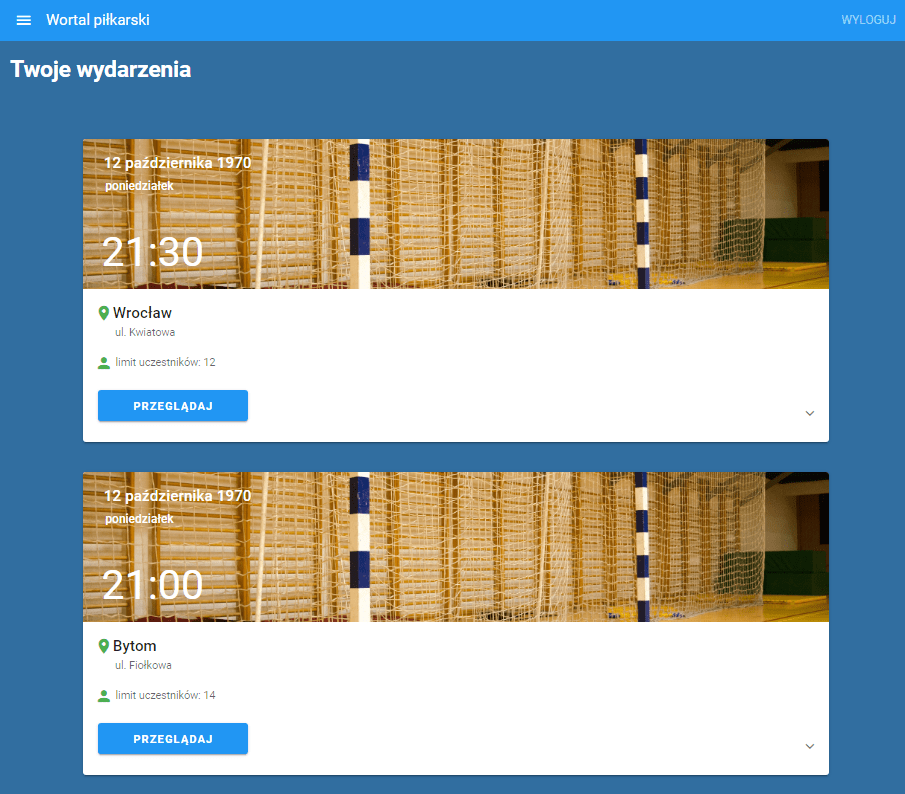 Wortal piłkarski
WYLOGUJ
Twoje wydarzenia
12 października 1970
poniedziałek
21:30
Wrocław
ul. Kwiatowa
limit uczestników: 12
PRZEGLĄDAJ
12 października 1970
poniedziałek
21:00
Bytom
ul. Fiołkowa
limit uczestników: 14
PRZEGLĄDAJ